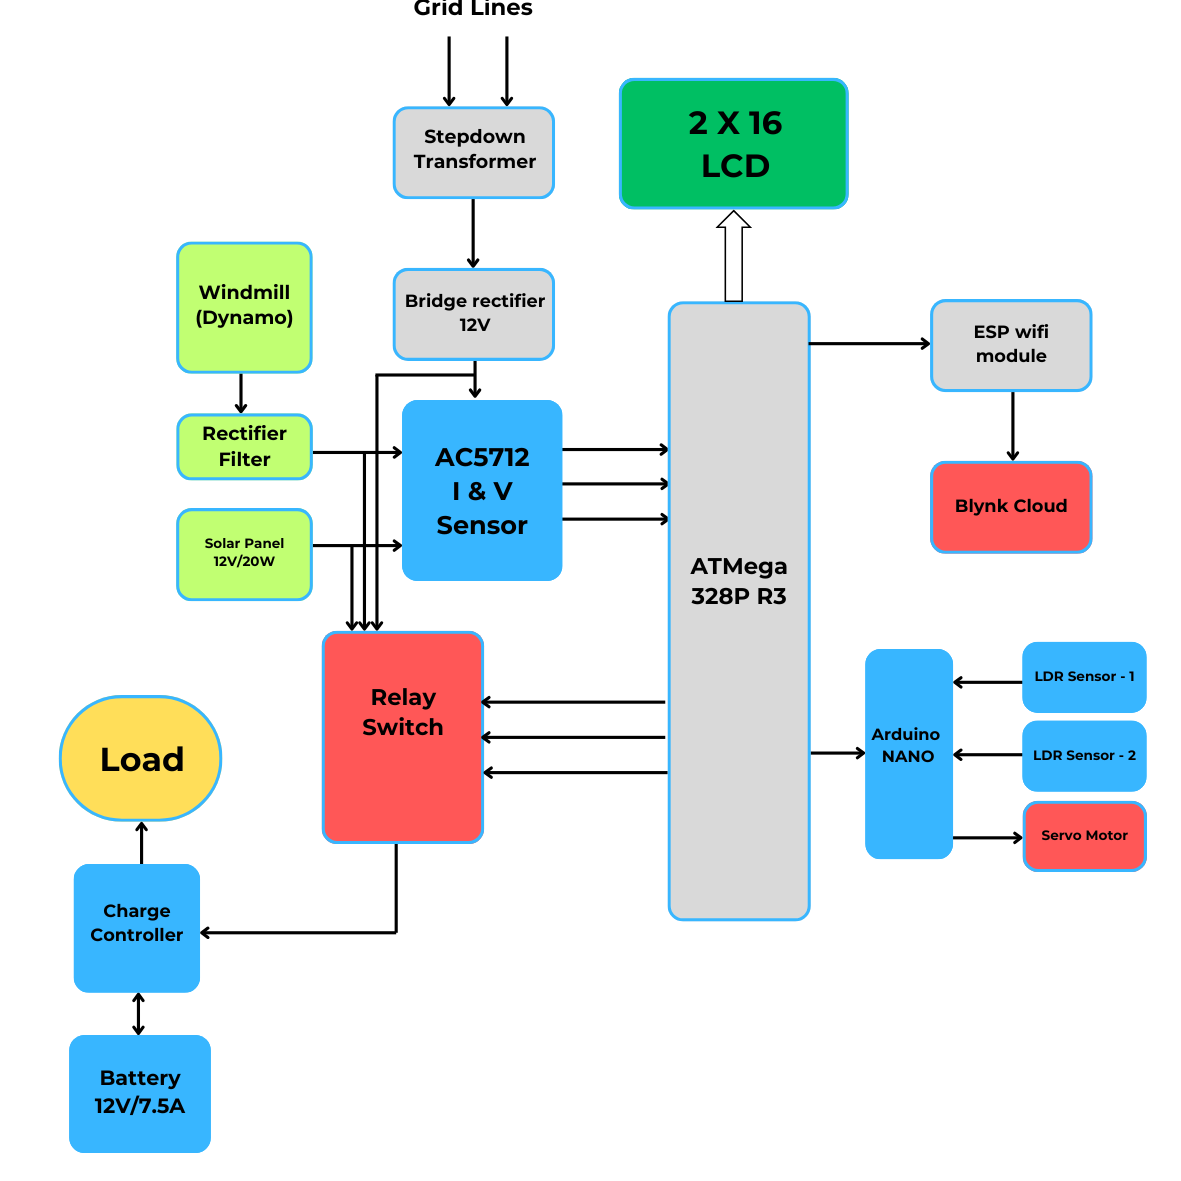 Grid Lines
Stepdown
Transformer
2 X 16
LCD
Windmill
(Dynamo)
Bridge rectifier
12V
ESP wifi
module
Rectifier
Filter
AC5712
I & V
Sensor
Blynk Cloud
Solar Panel
12V/20W
ATMega
328P R3
Relay
Switch
Load
Arduino
NANO
LDR Sensor - 1
LDR Sensor - 2
Servo Motor
Charge
Controller
Battery
12V/7.5A